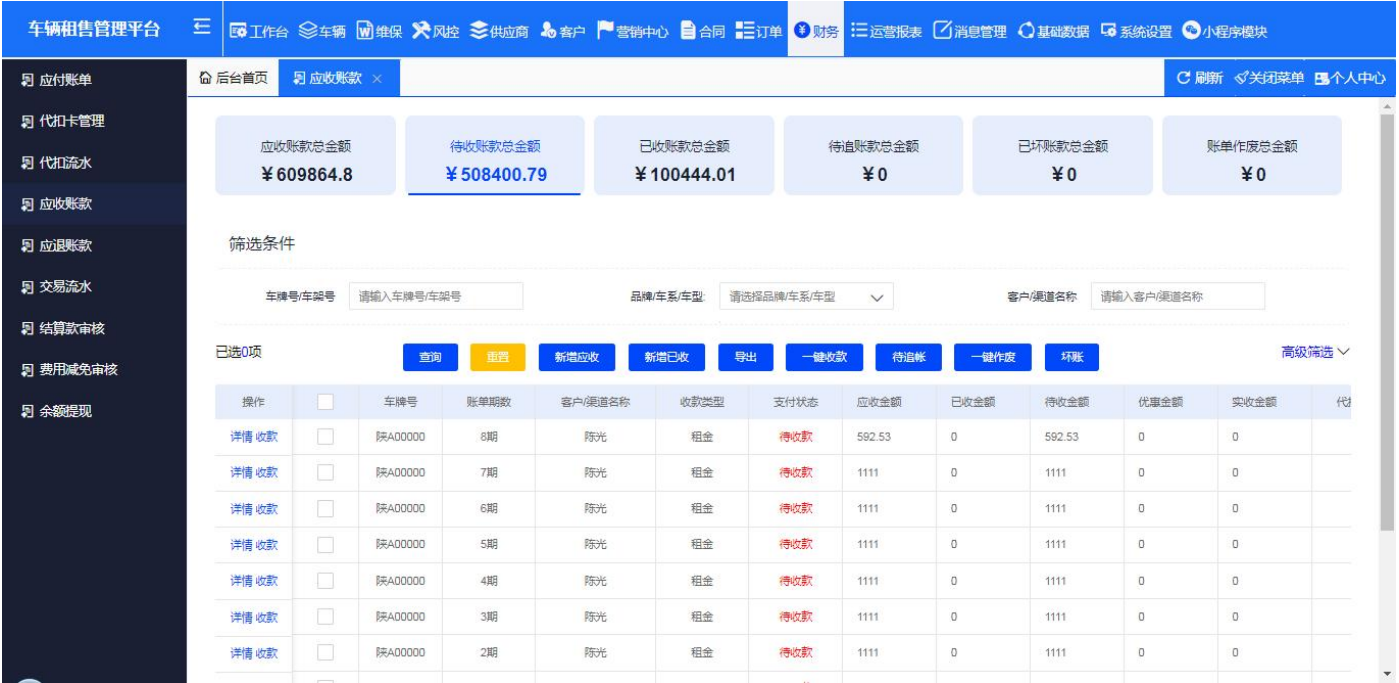 车辆租售管理平台 工作台 车辆 维保 风控 供应商 客户 营销中心 合同 订单 财务 运营报表 消息管理 基础数据 系统设置 小程序模块
应付账单
代扣卡管理
代扣流水
应收账款
应退账款
交易流水
结算款审核
费用减免审核
余额提现
后台首页 应收账款 × 刷新 关闭菜单 个人中心
应收账款总金额 待收账款总金额 已收账款总金额 待追账款总金额 已坏账款总金额 账单作废总金额
¥609864.8 ¥508400.79 ¥100444.01 ¥0 ¥0 ¥0
筛选条件
车牌号/车架号 请输入车牌号/车架号 品牌/车系/车型: 请选择品牌/车系/车型 客户/渠道名称 请输入客户/渠道名称
已选0项 查询 重置 新增应收 新增已收 导出 一键收款 待追帐 一键作废 坏账 高级筛选
操作 车牌号 账单期数 客户/渠道名称 收款类型 支付状态 应收金额 已收金额 待收金额 优惠金额 实收金额
详情 收款 陕A00000 8期 陈光 租金 待收款 592.53 0 592.53 0 0
详情 收款 陕A00000 7期 陈光 租金 待收款 1111 0 1111 0 0
详情 收款 陕A00000 6期 陈光 租金 待收款 1111 0 1111 0 0
详情 收款 陕A00000 5期 陈光 租金 待收款 1111 0 1111 0 0
详情 收款 陕A00000 4期 陈光 租金 待收款 1111 0 1111 0 0
详情 收款 陕A00000 3期 陈光 租金 待收款 1111 0 1111 0 0
详情 收款 陕A00000 2期 陈光 租金 待收款 1111 0 1111 0 0